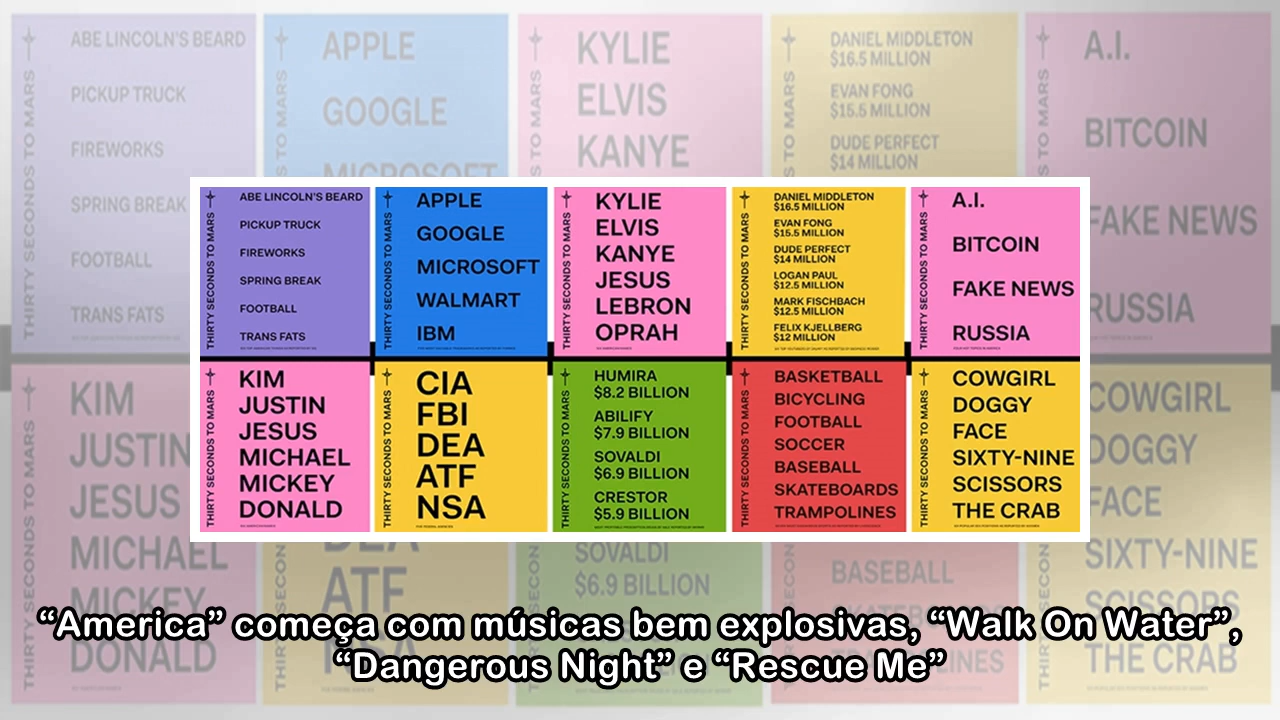 THIRTY SECONDS TO MARS
ABE LINCOLN'S BEARD
PICKUP TRUCK
FIREWORKS
SPRING BREAK
FOOTBALL
TRANS FATS
THIRTY SECONDS TO MARS
APPLE
GOOGLE
MICROSOFT
WALMART
IBM
THIRTY SECONDS TO MARS
KYLIE
ELVIS
KANYE
JESUS
LEBRON
OPRAH
THIRTY SECONDS TO MARS
DANIEL MIDDLETON
$16.5 MILLION
EVAN FONG
$15.5 MILLION
DUDE PERFECT
$14 MILLION
LOGAN PAUL
$12.5 MILLION
MARK FISCHBACH
$12.5 MILLION
FELIX KJELLBERG
$12 MILLION
THIRTY SECONDS TO MARS
A.I.
BITCOIN
FAKE NEWS
RUSSIA
THIRTY SECONDS TO MARS
KIM
JUSTIN
JESUS
MICHAEL
MICKEY
DONALD
THIRTY SECONDS TO MARS
CIA
FBI
DEA
ATF
NSA
THIRTY SECONDS TO MARS
HUMIRA
$8.2 BILLION
ABILIFY
$7.9 BILLION
SOVALDI
$6.9 BILLION
CRESTOR
$5.9 BILLION
THIRTY SECONDS TO MARS
BASKETBALL
BICYCLING
FOOTBALL
SOCCER
BASEBALL
SKATEBOARDS
TRAMPOLINES
THIRTY SECONDS TO MARS
COWGIRL
DOGGY
FACE
SIXTY-NINE
SCISSORS
THE CRAB
“America” começa com músicas bem explosivas, “Walk On Water”,
“Dangerous Night” e “Rescue Me”